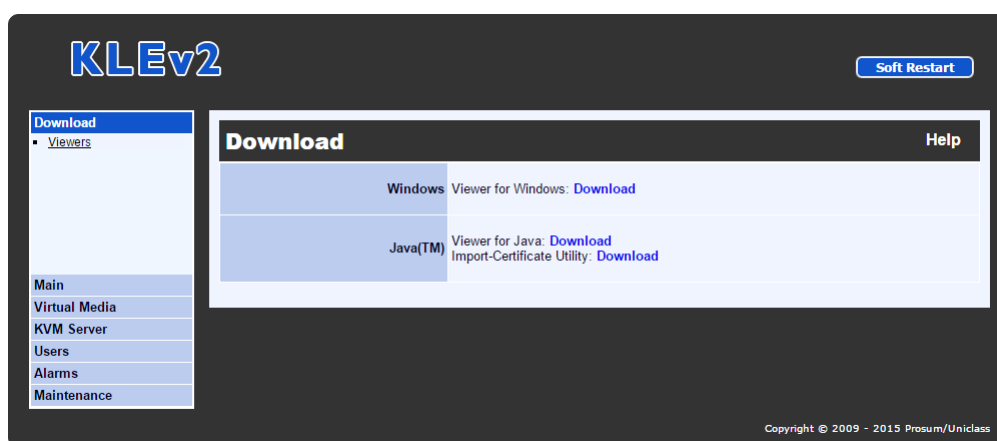 KLEv2
Soft Restart
Download
Viewers
Main
Virtual Media
KVM Server
Users
Alarms
Maintenance
Download
Help
Windows
Viewer for Windows: Download
Java(TM)
Viewer for Java: Download
Import-Certificate Utility: Download
Copyright © 2009 - 2015 Prosum/Uniclass